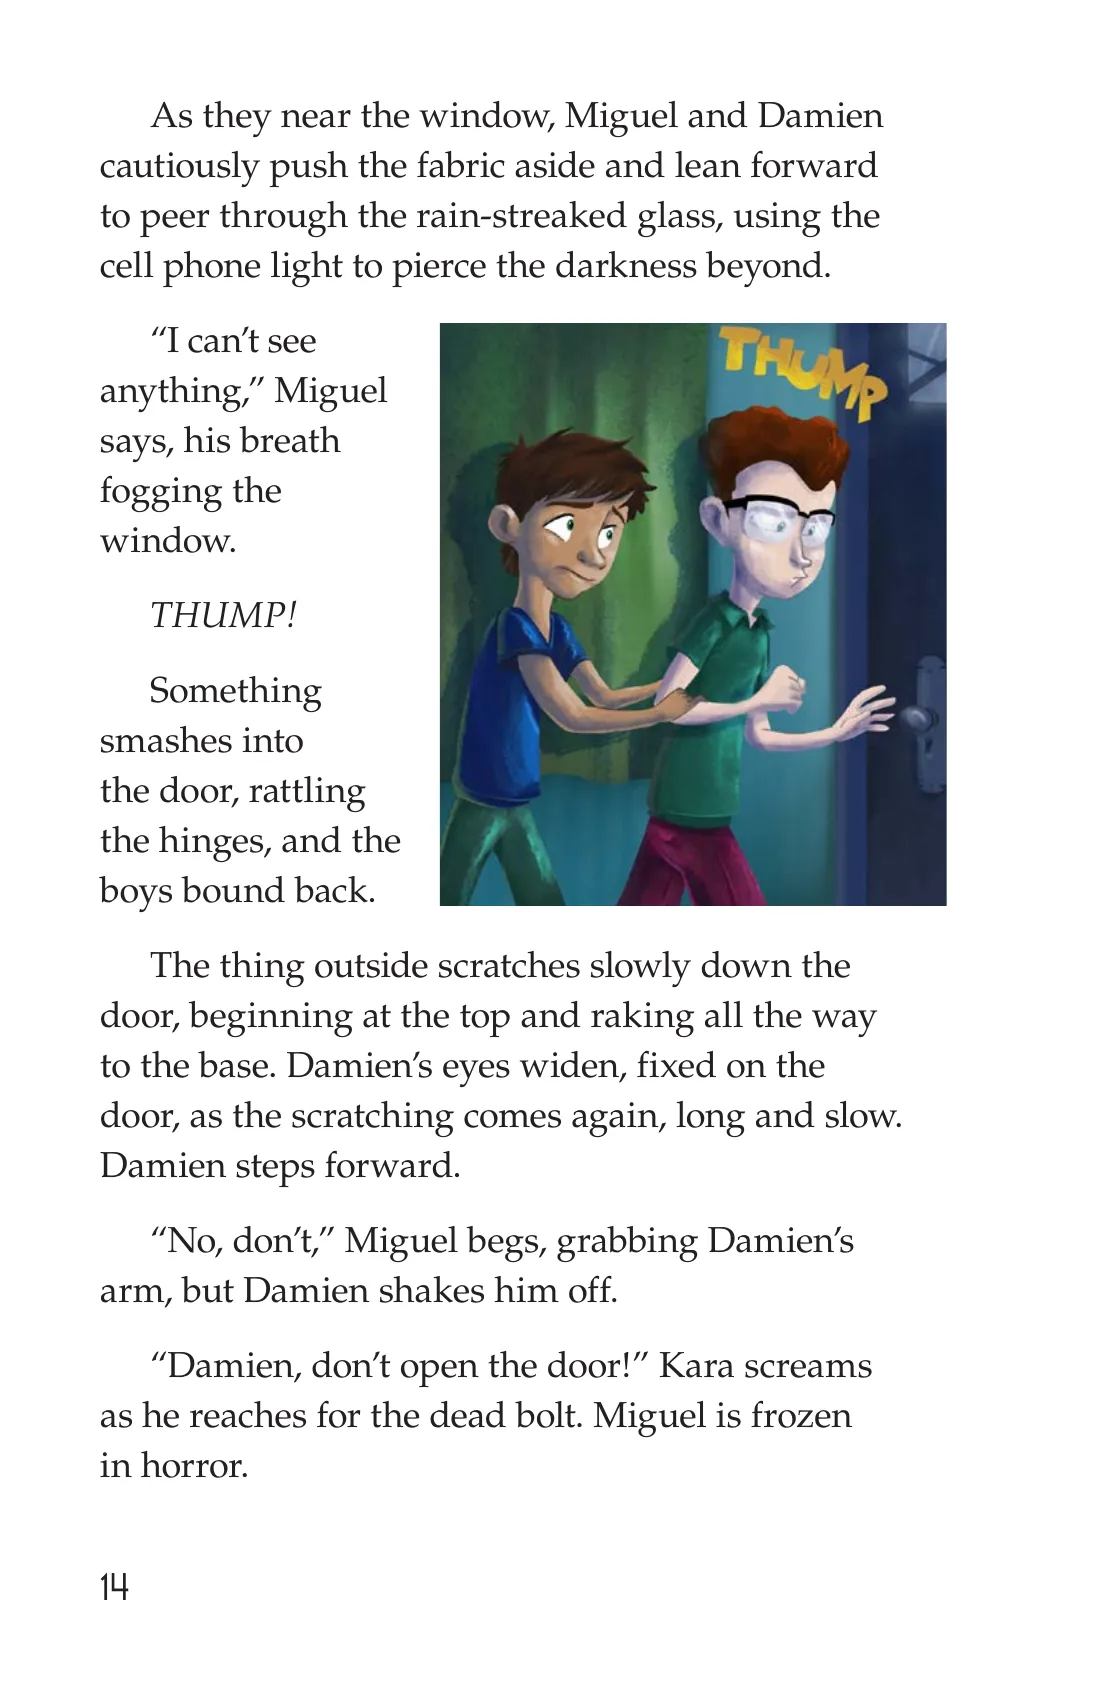 As they near the window, Miguel and Damien
cautiously push the fabric aside and lean forward
to peer through the rain-streaked glass, using the
cell phone light to pierce the darkness beyond.
“I can’t see
anything,” Miguel
says, his breath
fogging the
window.
THUMP!
Something
smashes into
the door, rattling
the hinges, and the
boys bound back.
THUMP
The thing outside scratches slowly down the
door, beginning at the top and raking all the way
to the base. Damien’s eyes widen, fixed on the
door, as the scratching comes again, long and slow.
Damien steps forward.
“No, don’t,” Miguel begs, grabbing Damien’s
arm, but Damien shakes him off.
“Damien, don’t open the door!” Kara screams
as he reaches for the dead bolt. Miguel is frozen
in horror.
14